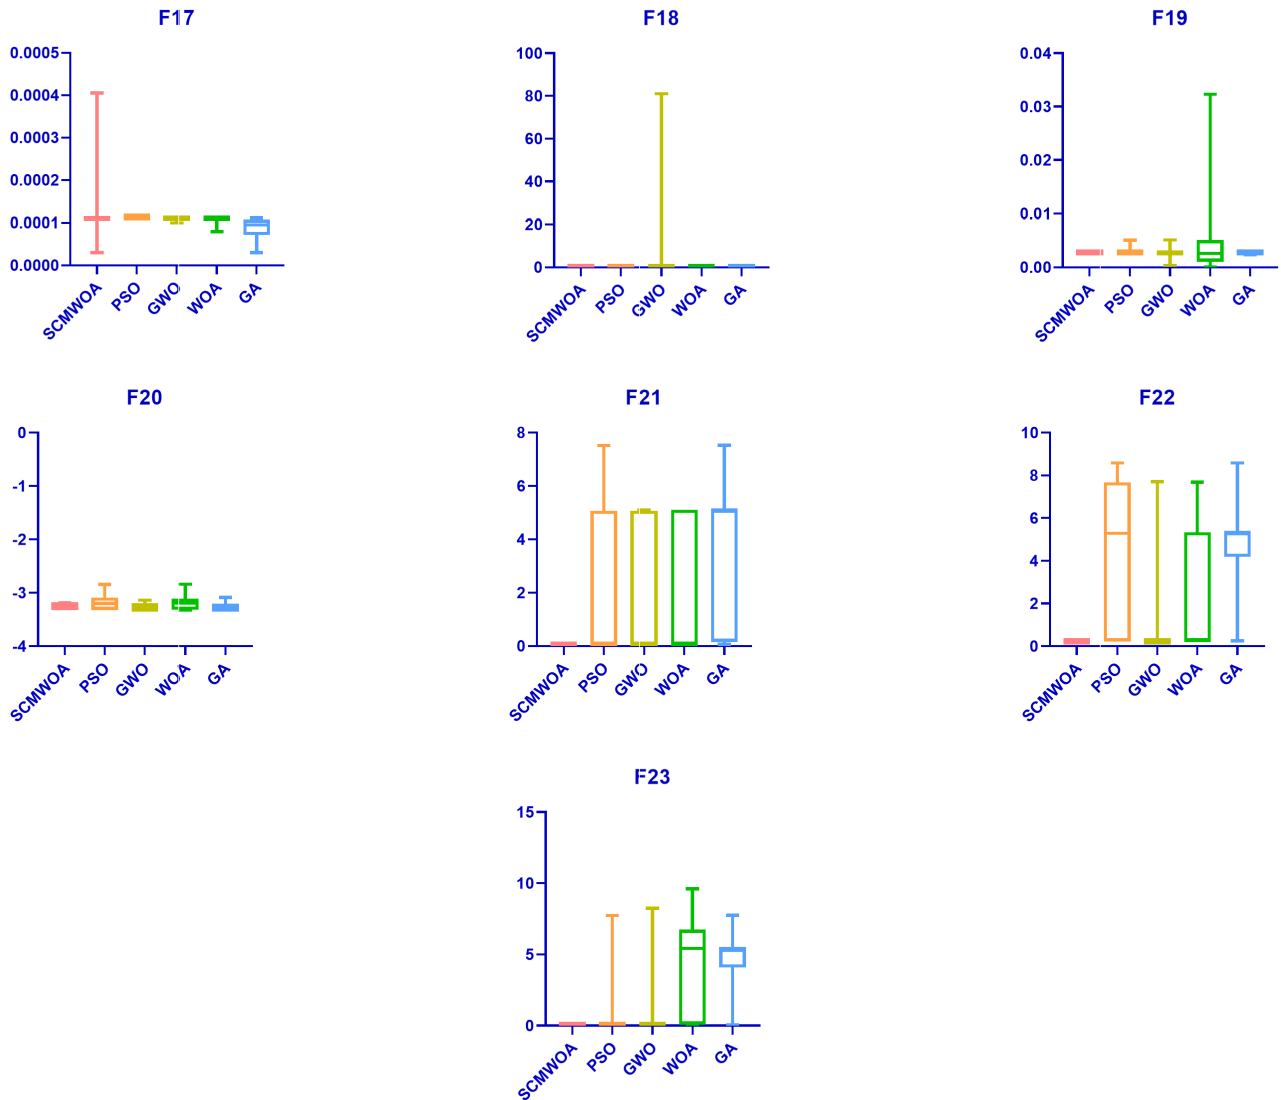 F17
0.0005
0.0004
0.0003
0.0002
0.0001
0.0000
SCMWOA
PSO
GWO
WOA
GA
F18
100
80
60
40
20
0
SCMWOA
PSO
GWO
WOA
GA
F19
0.04
0.03
0.02
0.01
0.00
SCMWOA
PSO
GWO
WOA
GA
F20
0
-1
-2
-3
-4
SCMWOA
PSO
GWO
WOA
GA
F21
8
6
4
2
0
SCMWOA
PSO
GWO
WOA
GA
F22
10
8
6
4
2
0
SCMWOA
PSO
GWO
WOA
GA
F23
15
10
5
0
SCMWOA
PSO
GWO
WOA
GA